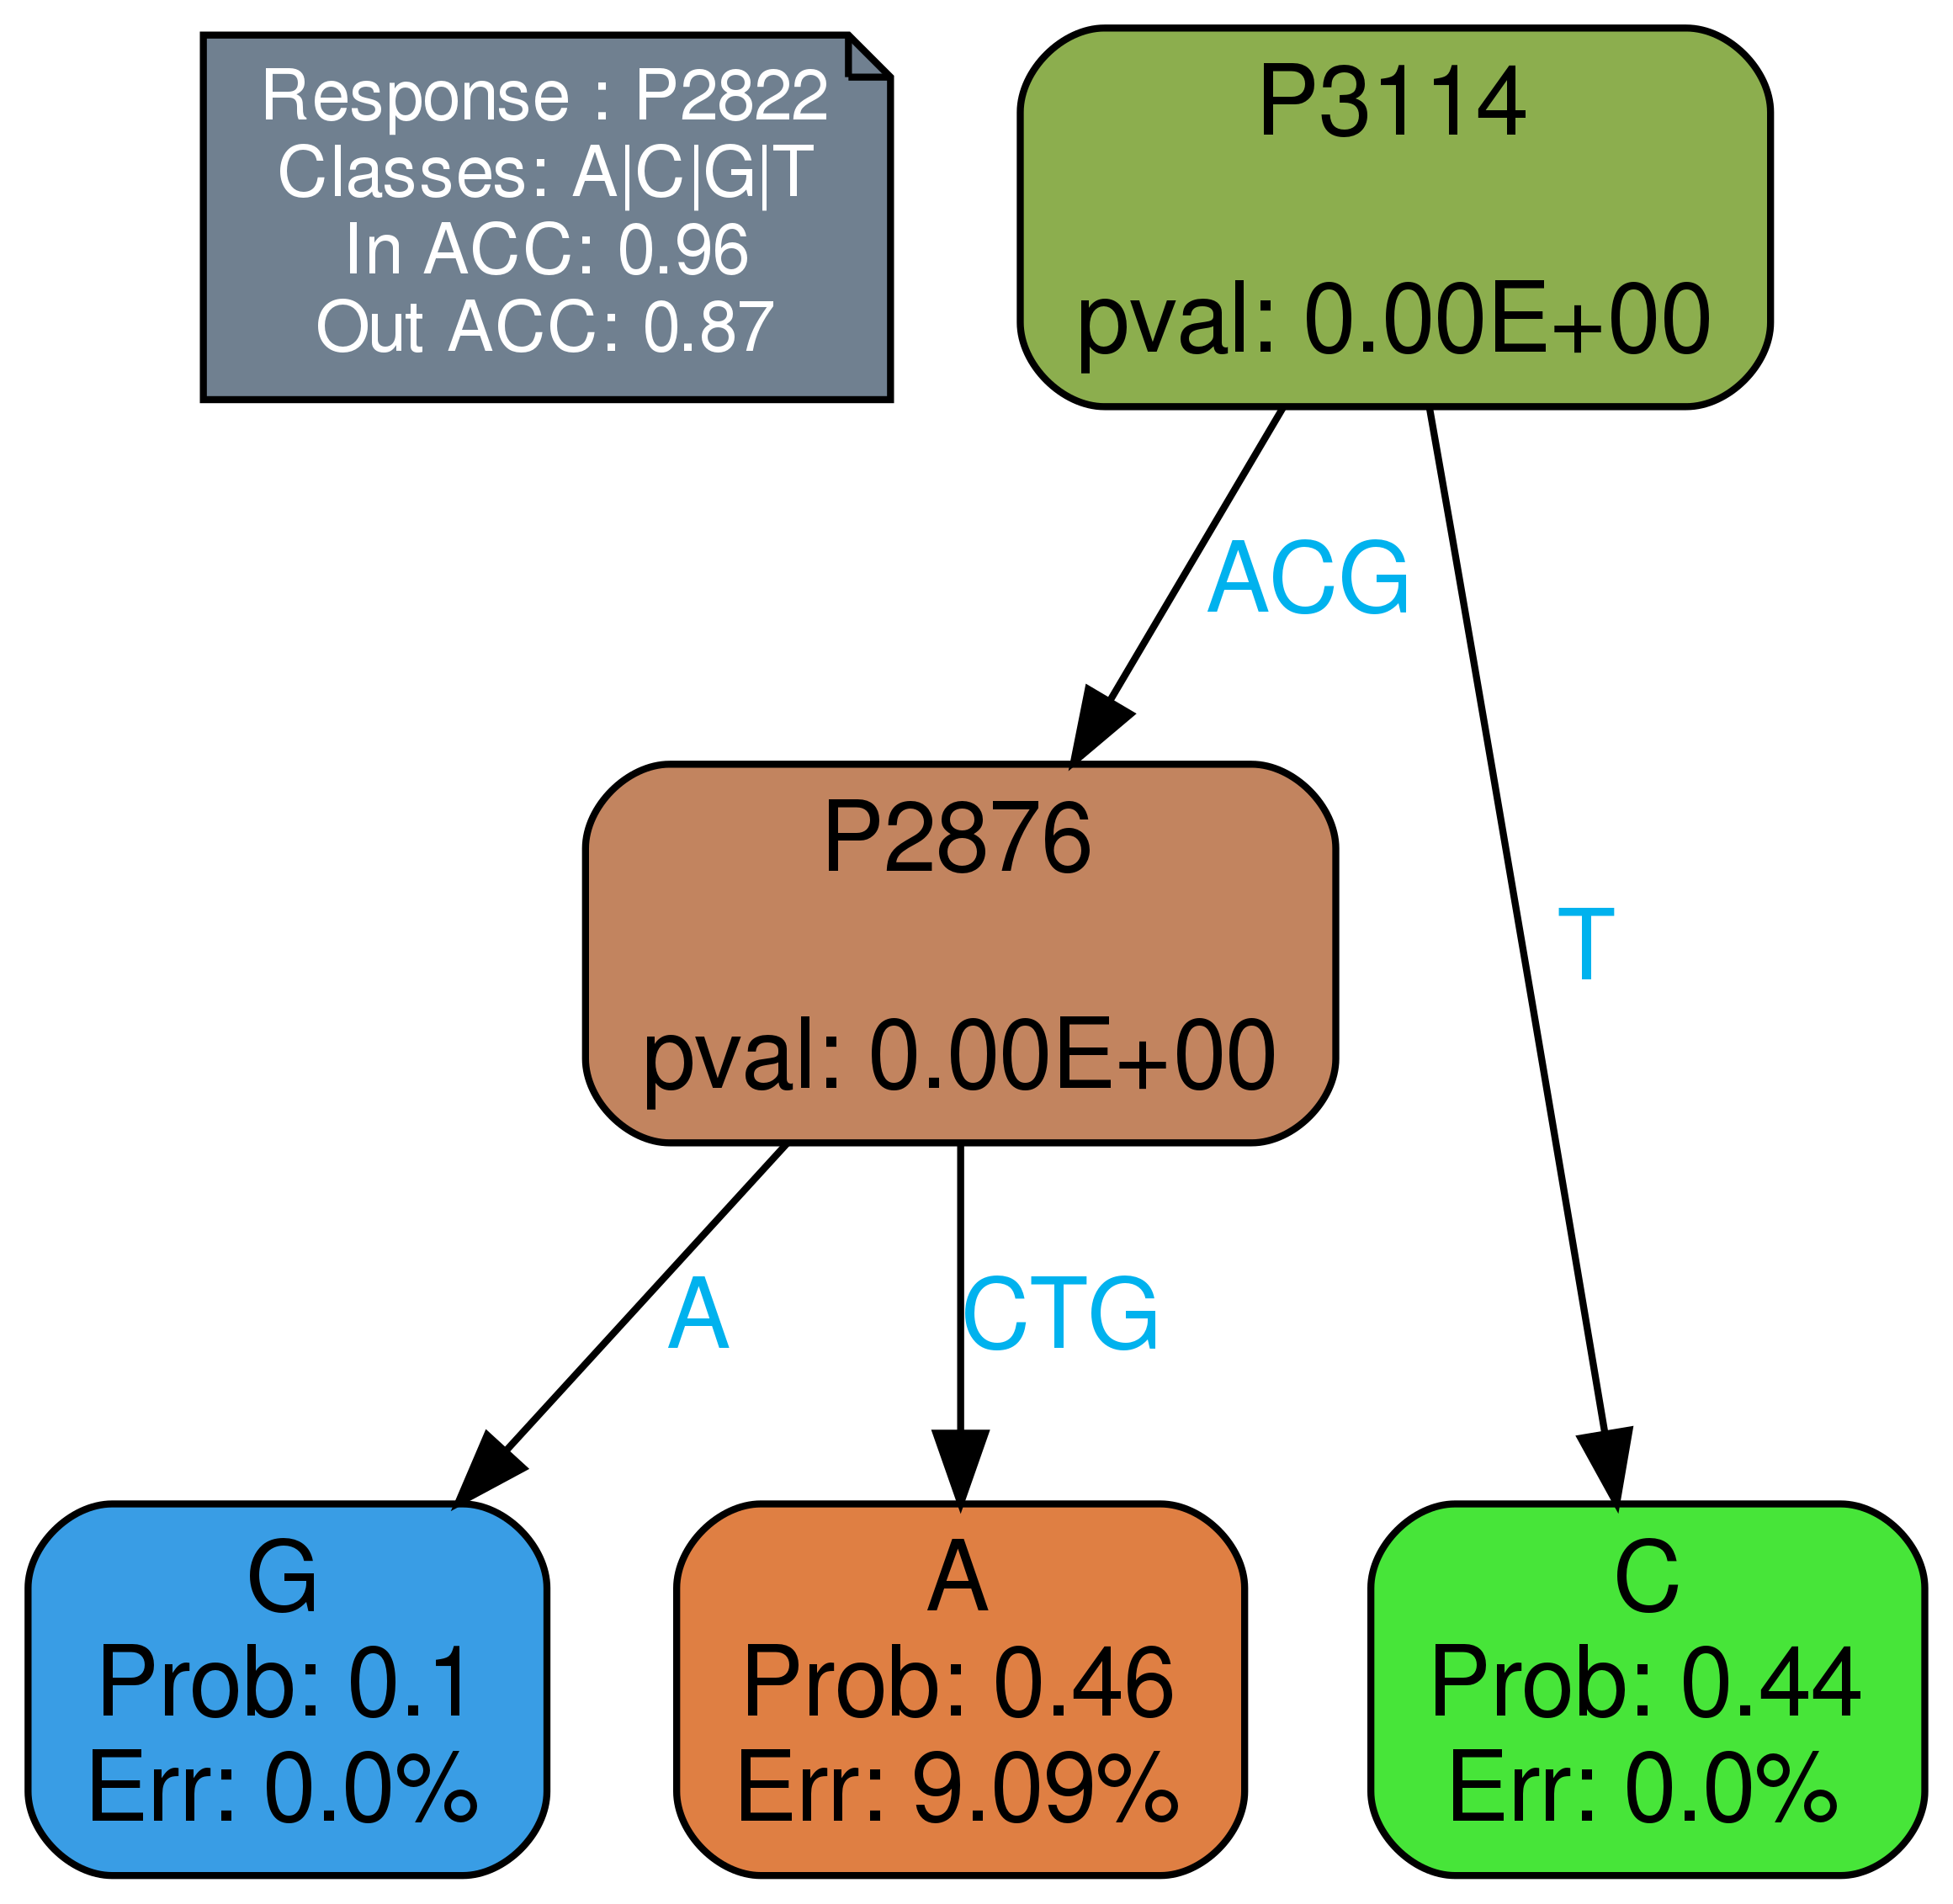 Response : P2822
Classes: A|C|G|T
In ACC: 0.96
Out ACC: 0.87
P3114
pval: 0.00E+00
ACG
T
P2876
pval: 0.00E+00
A
CTG
G
Prob: 0.1
Err: 0.0%
A
Prob: 0.46
Err: 9.09%
C
Prob: 0.44
Err: 0.0%